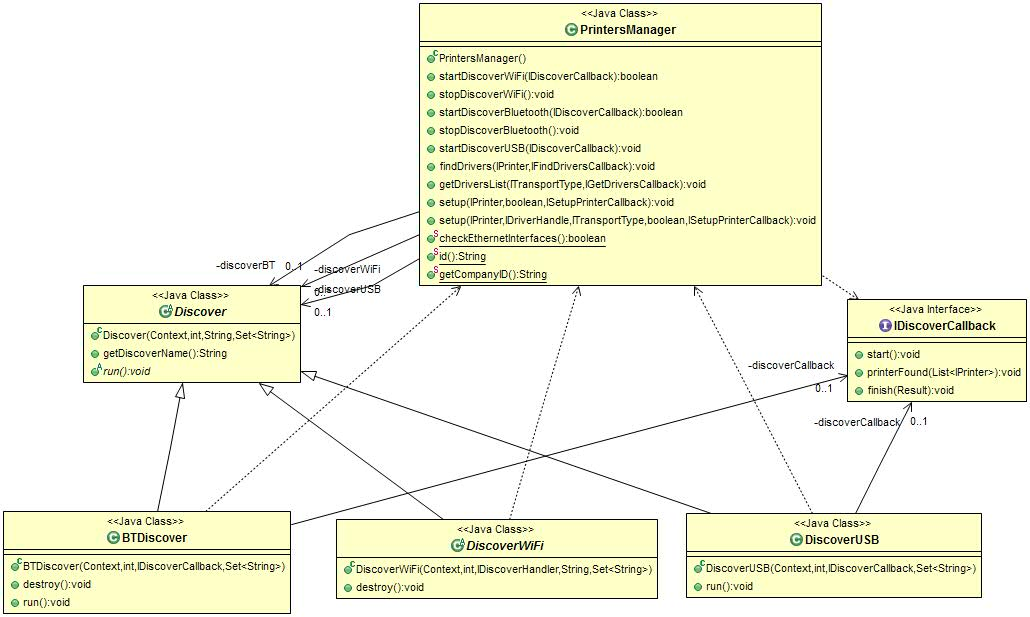 <<Java Class>>
PrintersManager
PrintersManager()
startDiscoverWiFi(IDiscoverCallback):boolean
stopDiscoverWiFi():void
startDiscoverBluetooth(IDiscoverCallback):boolean
stopDiscoverBluetooth():void
startDiscoverUSB(IDiscoverCallback):void
findDrivers(IPrinter,IFindDriversCallback):void
getDriversList(ITransportType,IGetDriversCallback):void
setup(IPrinter,boolean,ISetupPrinterCallback):void
setup(IPrinter,IDriverHandle,ITransportType,boolean,ISetupPrinterCallback):void
checkEthernetInterfaces():boolean
id():String
getCompanyID():String
-discoverBT 0..1
-discoverWiFi
0..1
-discoverUSB
0..1
<<Java Class>>
Discover
Discover(Context,int,String,Set<String>)
getDiscoverName():String
run():void
<<Java Interface>>
IDiscoverCallback
start():void
printerFound(List<IPrinter>):void
finish(Result):void
-discoverCallback
0..1
-discoverCallback 0..1
<<Java Class>>
BTDiscover
BTDiscover(Context,int,IDiscoverCallback,Set<String>)
destroy():void
run():void
<<Java Class>>
DiscoverWiFi
DiscoverWiFi(Context,int,IDiscoverHandler,String,Set<String>)
destroy():void
<<Java Class>>
DiscoverUSB
DiscoverUSB(Context,int,IDiscoverCallback,Set<String>)
run():void